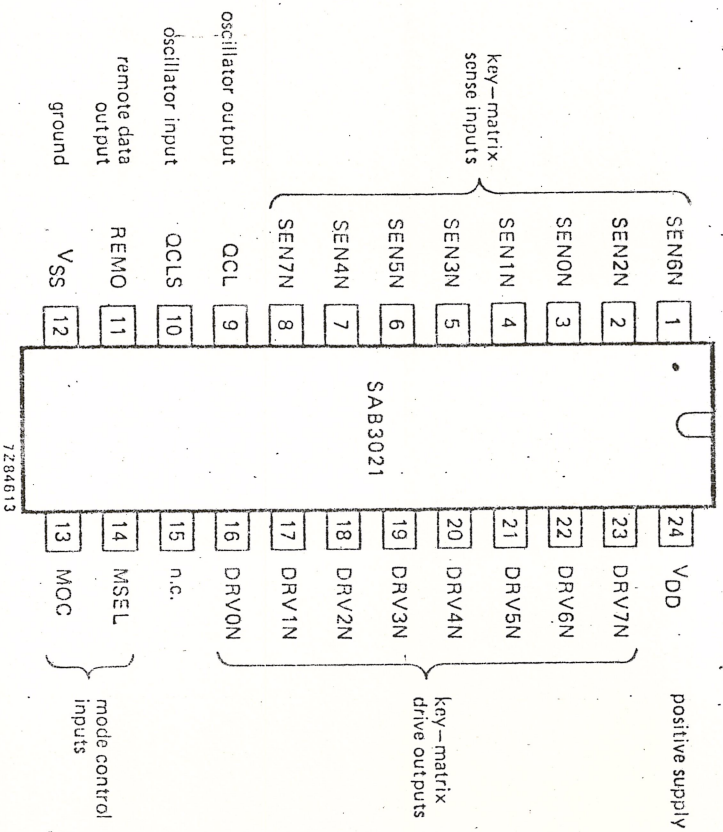 SEN6N 1
SEN2N 2
SEN0N 3
SEN1N 4
SEN3N 5
SEN5N 6
SEN4N 7
SEN7N 8
QCL 9
QCLS 10
REMO 11
VSS 12
key–matrix
sense inputs
oscillator output
oscillator input
remote data
output
ground
SAB3021
24 VDD
23 DRV7N
22 DRV6N
21 DRV5N
20 DRV4N
19 DRV3N
18 DRV2N
17 DRV1N
16 DRV0N
15 n.c.
14 MSEL
13 MOC
positive supply
key–matrix
drive outputs
mode control
inputs
7Z84613